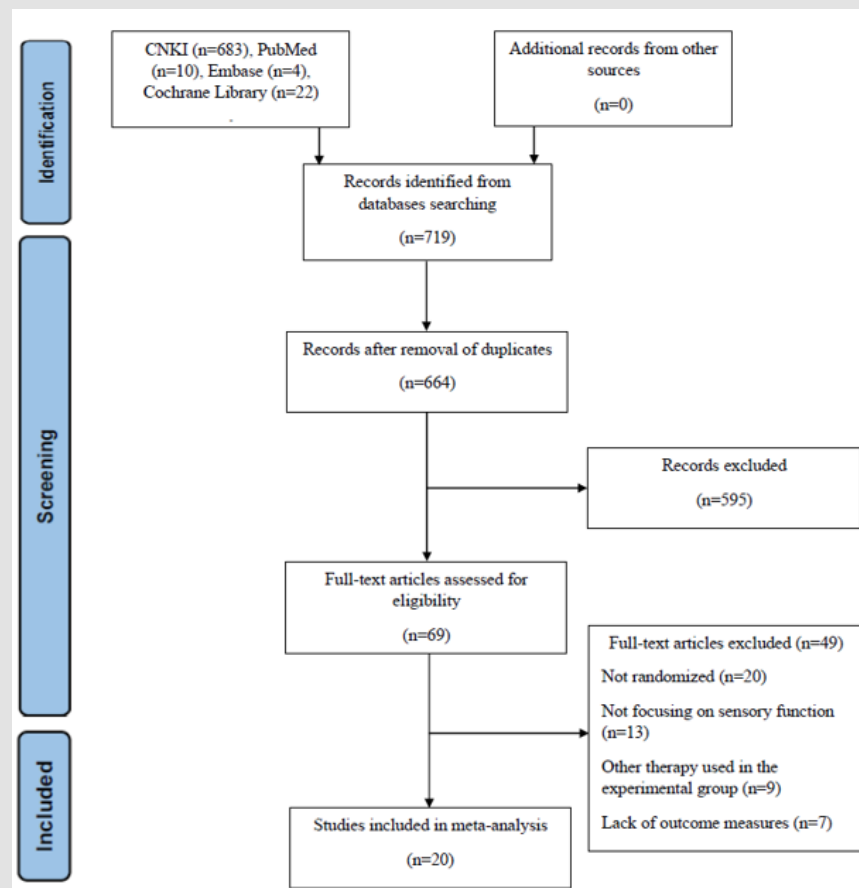 Identification
CNKI (n=683), PubMed
(n=10), Embase (n=4),
Cochrane Library (n=22)
.
Additional records from other
sources
(n=0)
Records identified from
databases searching
(n=719)
Screening
Records after removal of duplicates
(n=664)
Records excluded
(n=595)
Full-text articles assessed for
eligibility
(n=69)
Full-text articles excluded (n=49)
Not randomized (n=20)
Not focusing on sensory function
(n=13)
Other therapy used in the
experimental group (n=9)
Lack of outcome measures (n=7)
Included
Studies included in meta-analysis
(n=20)